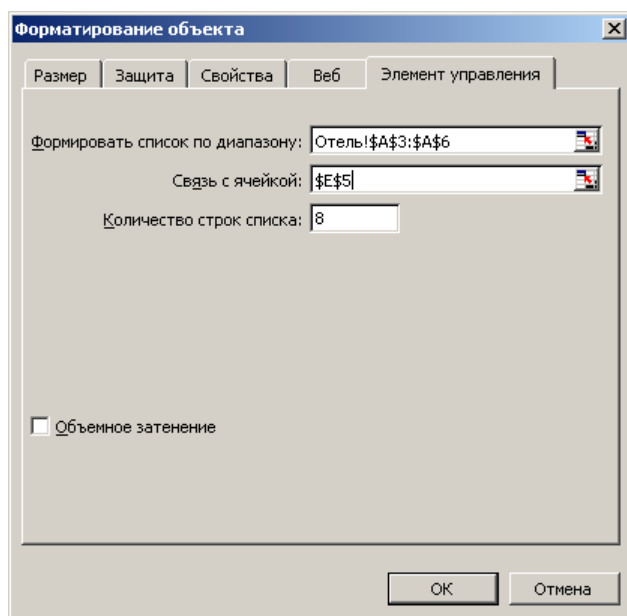 Форматирование объекта
Размер Защита Свойства Веб Элемент управления
Формировать список по диапазону: Отель!$A$3:$A$6
Связь с ячейкой: $E$5
Количество строк списка: 8
Объемное затенение
ОК Отмена